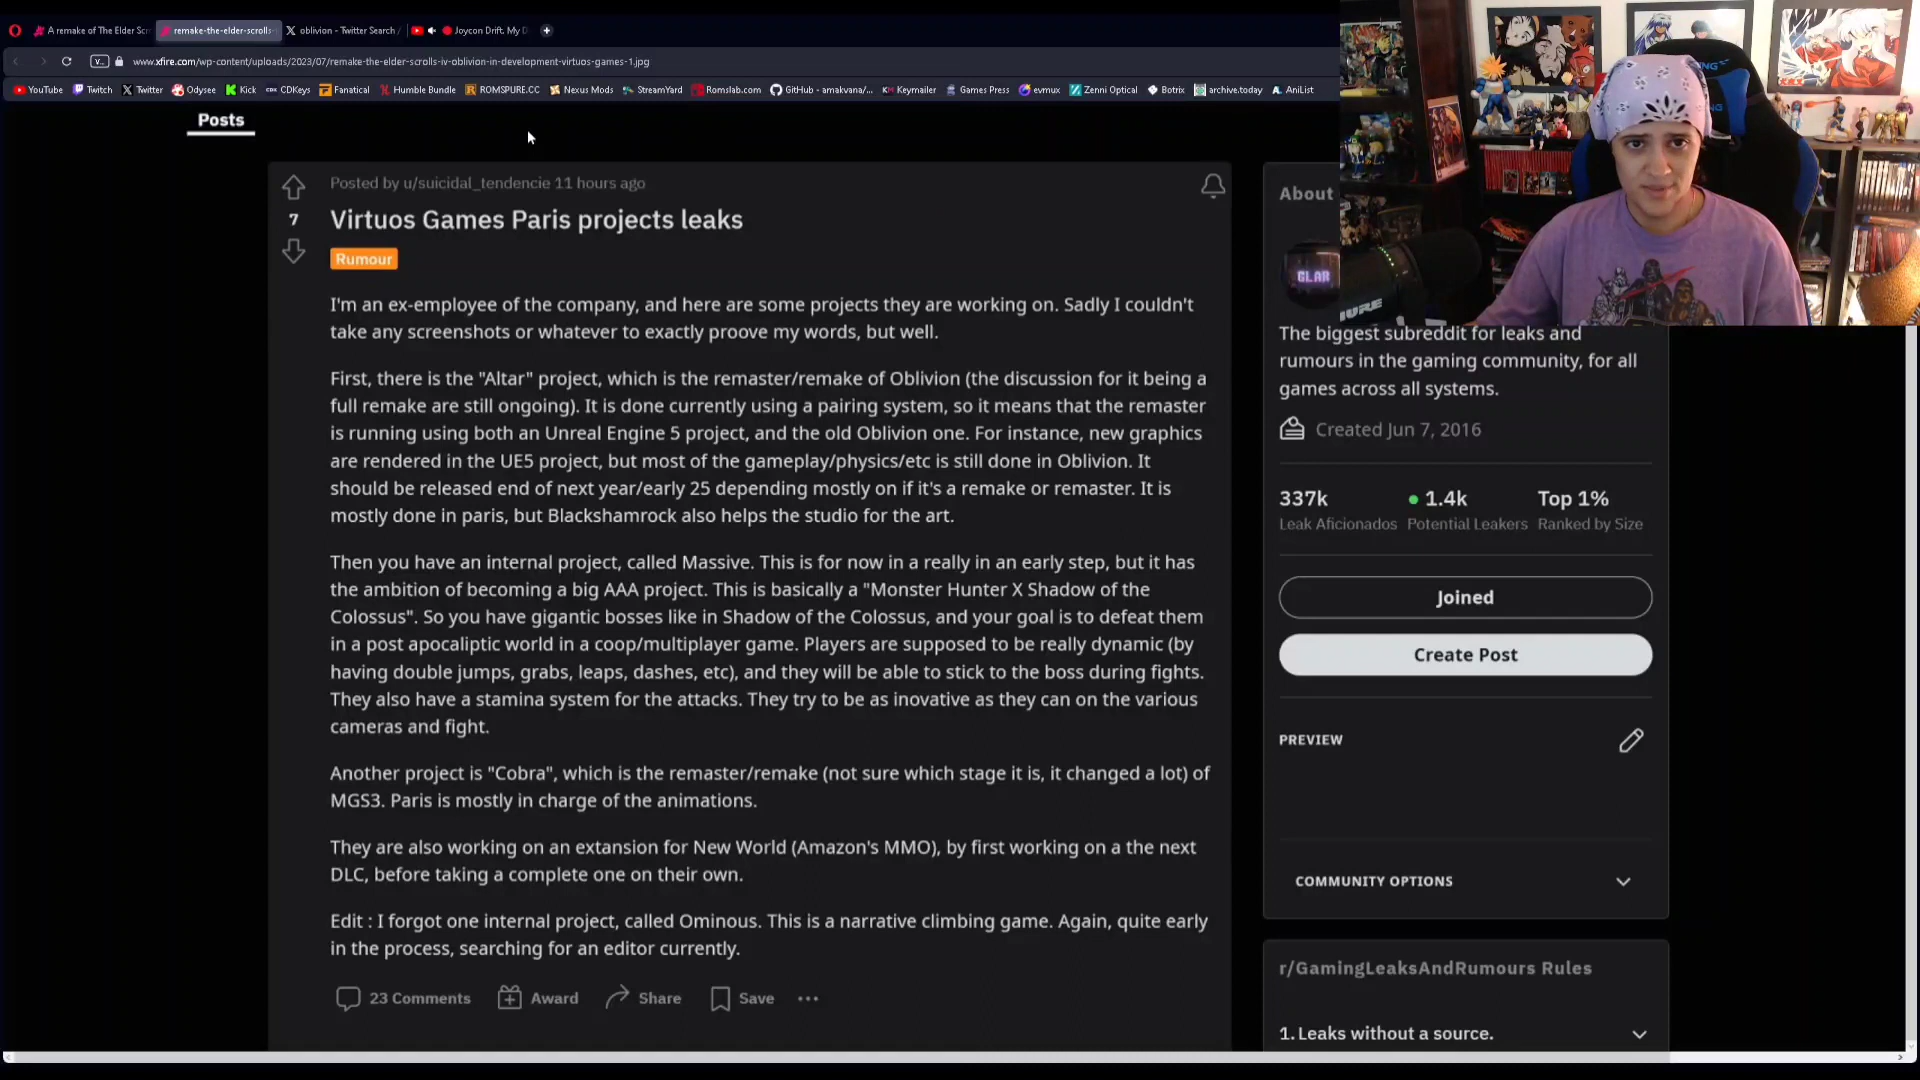 A remake of The Elder Scr
remake-the-elder-scrolls-
oblivion - Twitter Search /
Joycon Drift. My D
www.xfire.com/wp-content/uploads/2023/07/remake-the-elder-scrolls-iv-oblivion-in-development-virtuos-games-1.jpg
YouTube Twitch Twitter Odysee Kick CDKeys Fanatical Humble Bundle ROMSPURE.CC Nexus Mods StreamYard Romslab.com GitHub - amakvana/... Keymailer Games Press evmux Zenni Optical Botrix archive.today AniList
Posts
Posted by u/suicidal_tendencie 11 hours ago
7
Virtuos Games Paris projects leaks
Rumour
I'm an ex-employee of the company, and here are some projects they are working on. Sadly I couldn't
take any screenshots or whatever to exactly proove my words, but well.
First, there is the "Altar" project, which is the remaster/remake of Oblivion (the discussion for it being a
full remake are still ongoing). It is done currently using a pairing system, so it means that the remaster
is running using both an Unreal Engine 5 project, and the old Oblivion one. For instance, new graphics
are rendered in the UE5 project, but most of the gameplay/physics/etc is still done in Oblivion. It
should be released end of next year/early 25 depending mostly on if it's a remake or remaster. It is
mostly done in paris, but Blackshamrock also helps the studio for the art.
Then you have an internal project, called Massive. This is for now in a really in an early step, but it has
the ambition of becoming a big AAA project. This is basically a "Monster Hunter X Shadow of the
Colossus". So you have gigantic bosses like in Shadow of the Colossus, and your goal is to defeat them
in a post apocaliptic world in a coop/multiplayer game. Players are supposed to be really dynamic (by
having double jumps, grabs, leaps, dashes, etc), and they will be able to stick to the boss during fights.
They also have a stamina system for the attacks. They try to be as inovative as they can on the various
cameras and fight.
Another project is "Cobra", which is the remaster/remake (not sure which stage it is, it changed a lot) of
MGS3. Paris is mostly in charge of the animations.
They are also working on an extansion for New World (Amazon's MMO), by first working on a the next
DLC, before taking a complete one on their own.
Edit : I forgot one internal project, called Ominous. This is a narrative climbing game. Again, quite early
in the process, searching for an editor currently.
23 Comments Award Share Save
About
GLAR
The biggest subreddit for leaks and
rumours in the gaming community, for all
games across all systems.
Created Jun 7, 2016
337k 1.4k Top 1%
Leak Aficionados Potential Leakers Ranked by Size
Joined
Create Post
PREVIEW
COMMUNITY OPTIONS
r/GamingLeaksAndRumours Rules
1. Leaks without a source.